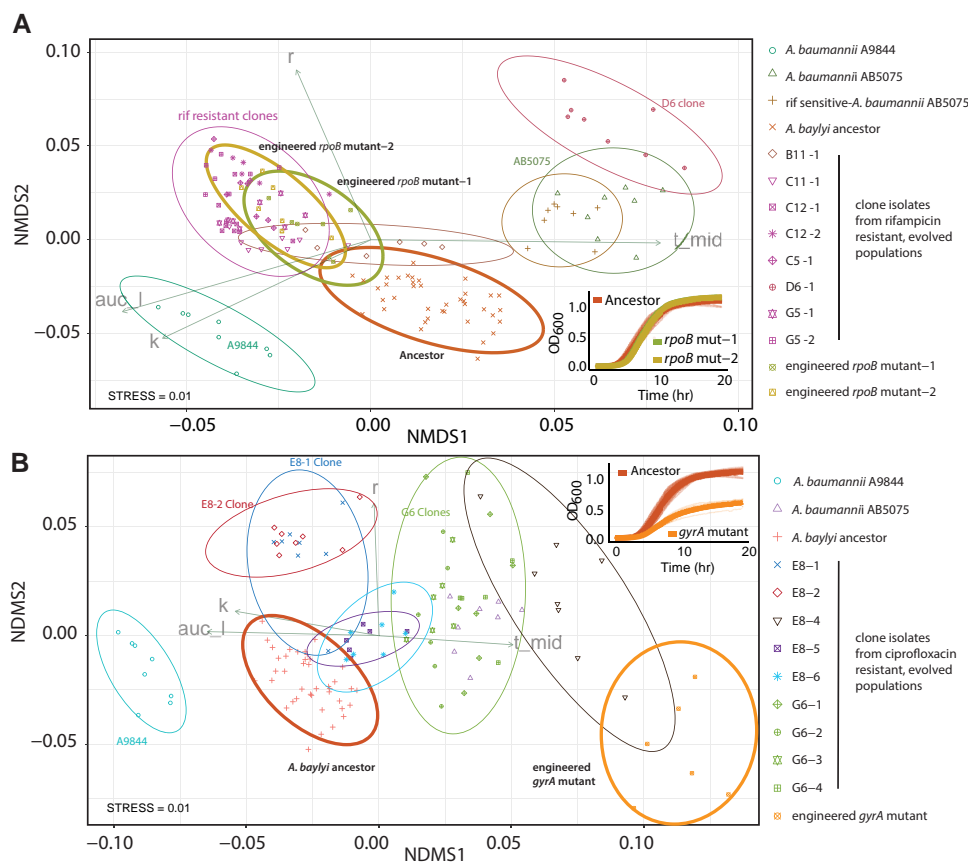 A
0.10
0.05
0.00
−0.05
NMDS2
r
rif resistant clones
engineered rpoB mutant−2
engineered rpoB mutant−1
D6 clone
AB5075
t_mid
auc_l
k
A9844
Ancestor
STRESS = 0.01
OD600
1.0
0.5
0.0
Ancestor
rpoB mut−1
rpoB mut−2
0
10
20
Time (hr)
−0.05
0.00
0.05
0.10
NMDS1
A. baumannii A9844
A. baumannii AB5075
rif sensitive-A. baumannii AB5075
A. baylyi ancestor
B11 -1
C11 -1
C12 -1
C12 -2
C5 -1
D6 -1
G5 -1
G5 -2
clone isolates
from rifampicin
resistant, evolved
populations
engineered rpoB mutant−1
engineered rpoB mutant−2
B
0.05
0.00
−0.05
NDMS2
E8-1 Clone
E8-2 Clone
r
G6 Clones
k
auc_l
t_mid
A9844
A. baylyi ancestor
engineered
gyrA mutant
STRESS = 0.01
OD600
1.0
0.5
0.0
Ancestor
gyrA mutant
0
10
20
Time (hr)
−0.10
−0.05
0.00
0.05
0.10
NDMS1
A. baumannii A9844
A. baumannii AB5075
A. baylyi ancestor
E8−1
E8−2
E8−4
E8−5
E8−6
G6−1
G6−2
G6−3
G6−4
clone isolates
from ciprofloxacin
resistant, evolved
populations
engineered gyrA mutant